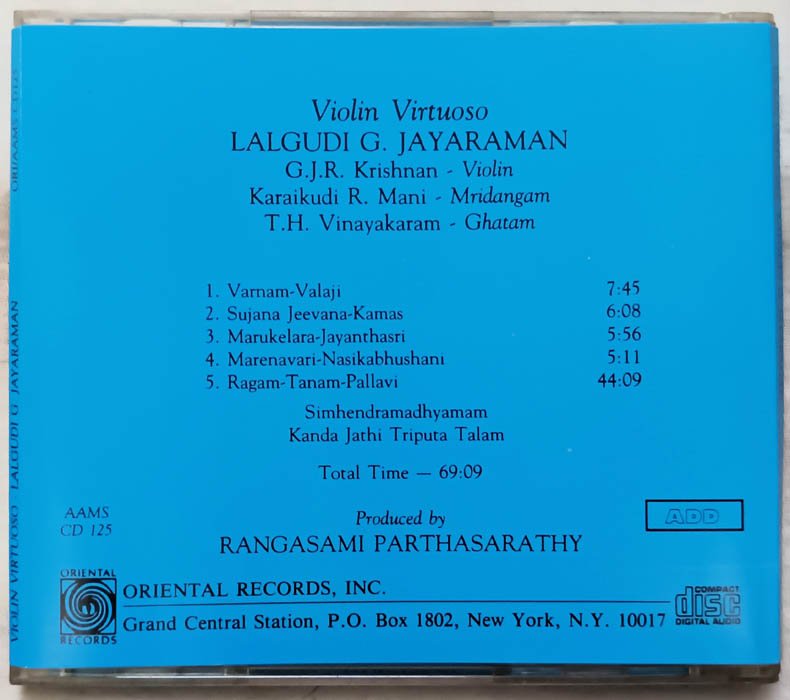 Violin Virtuoso
LALGUDI G. JAYARAMAN
G.J.R. Krishnan - Violin
Karaikudi R. Mani - Mridangam
T.H. Vinayakaram - Ghatam
1. Varnam-Valaji 7:45
2. Sujana Jeevana-Kamas 6:08
3. Marukelara-Jayanthasri 5:56
4. Marenavari-Nasikabhushani 5:11
5. Ragam-Tanam-Pallavi 44:09
Simhendramadhyamam
Kanda Jathi Triputa Talam
Total Time — 69:09
AAMS
CD 125
Produced by
RANGASAMI PARTHASARATHY
ADD
ORIENTAL
RECORDS
ORIENTAL RECORDS, INC.
Grand Central Station, P.O. Box 1802, New York, N.Y. 10017
COMPACT
disc
DIGITAL AUDIO
VIOLIN VIRTUOSO - LALGUDI G JAYARAMAN ORI/AAMS CD125